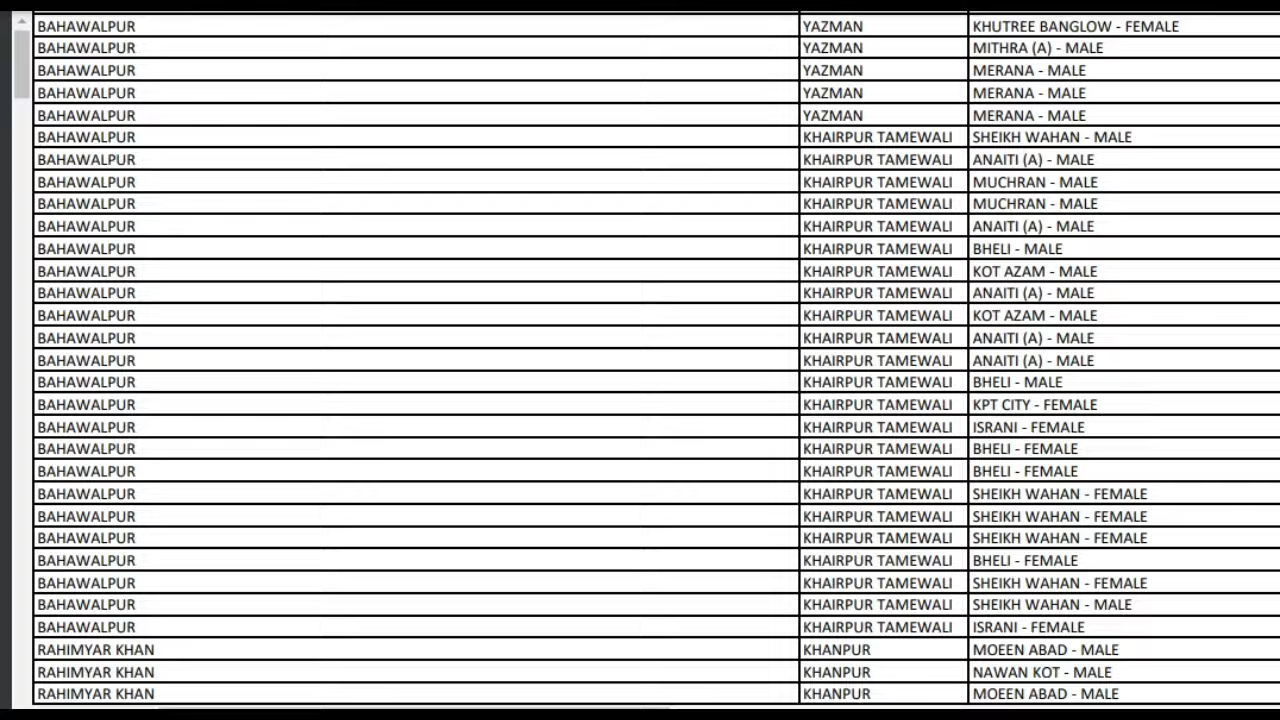 BAHAWALPUR YAZMAN KHUTREE BANGLOW - FEMALE
BAHAWALPUR YAZMAN MITHRA (A) - MALE
BAHAWALPUR YAZMAN MERANA - MALE
BAHAWALPUR YAZMAN MERANA - MALE
BAHAWALPUR YAZMAN MERANA - MALE
BAHAWALPUR KHAIRPUR TAMEWALI SHEIKH WAHAN - MALE
BAHAWALPUR KHAIRPUR TAMEWALI ANAITI (A) - MALE
BAHAWALPUR KHAIRPUR TAMEWALI MUCHRAN - MALE
BAHAWALPUR KHAIRPUR TAMEWALI MUCHRAN - MALE
BAHAWALPUR KHAIRPUR TAMEWALI ANAITI (A) - MALE
BAHAWALPUR KHAIRPUR TAMEWALI BHELI - MALE
BAHAWALPUR KHAIRPUR TAMEWALI KOT AZAM - MALE
BAHAWALPUR KHAIRPUR TAMEWALI ANAITI (A) - MALE
BAHAWALPUR KHAIRPUR TAMEWALI KOT AZAM - MALE
BAHAWALPUR KHAIRPUR TAMEWALI ANAITI (A) - MALE
BAHAWALPUR KHAIRPUR TAMEWALI ANAITI (A) - MALE
BAHAWALPUR KHAIRPUR TAMEWALI BHELI - MALE
BAHAWALPUR KHAIRPUR TAMEWALI KPT CITY - FEMALE
BAHAWALPUR KHAIRPUR TAMEWALI ISRANI - FEMALE
BAHAWALPUR KHAIRPUR TAMEWALI BHELI - FEMALE
BAHAWALPUR KHAIRPUR TAMEWALI BHELI - FEMALE
BAHAWALPUR KHAIRPUR TAMEWALI SHEIKH WAHAN - FEMALE
BAHAWALPUR KHAIRPUR TAMEWALI SHEIKH WAHAN - FEMALE
BAHAWALPUR KHAIRPUR TAMEWALI SHEIKH WAHAN - FEMALE
BAHAWALPUR KHAIRPUR TAMEWALI BHELI - FEMALE
BAHAWALPUR KHAIRPUR TAMEWALI SHEIKH WAHAN - FEMALE
BAHAWALPUR KHAIRPUR TAMEWALI SHEIKH WAHAN - MALE
BAHAWALPUR KHAIRPUR TAMEWALI ISRANI - FEMALE
RAHIMYAR KHAN KHANPUR MOEEN ABAD - MALE
RAHIMYAR KHAN KHANPUR NAWAN KOT - MALE
RAHIMYAR KHAN KHANPUR MOEEN ABAD - MALE